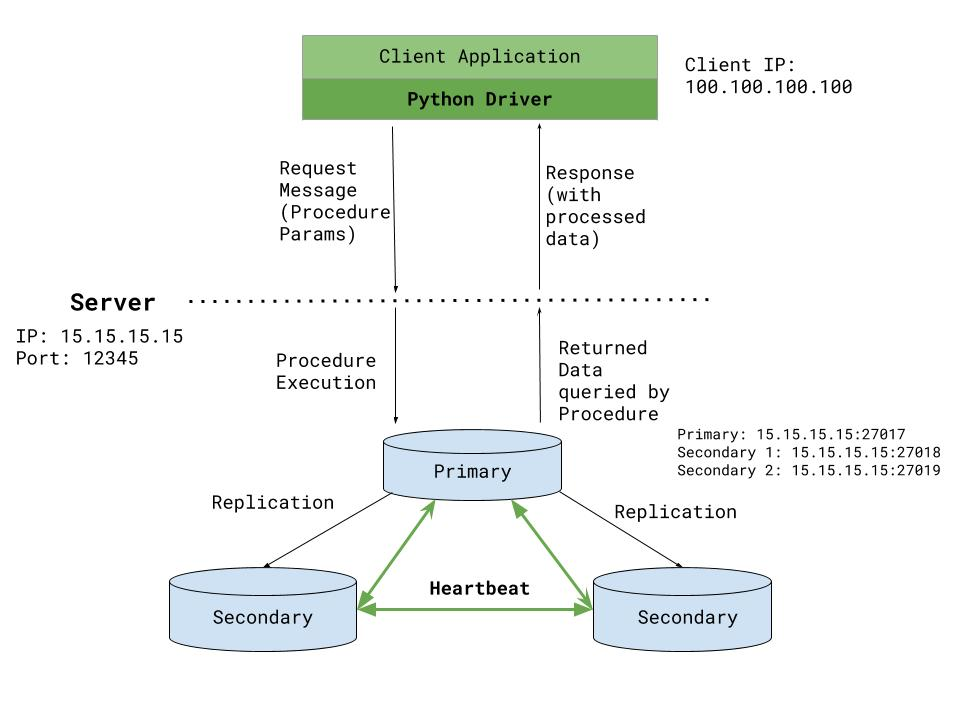 Client Application
Python Driver
Client IP:
100.100.100.100
Request
Message
(Procedure
Params)
Response
(with
processed
data)
Server
IP: 15.15.15.15
Port: 12345
Procedure
Execution
Returned
Data
queried by
Procedure
Primary: 15.15.15.15:27017
Secondary 1: 15.15.15.15:27018
Secondary 2: 15.15.15.15:27019
Primary
Replication
Replication
Heartbeat
Secondary
Secondary